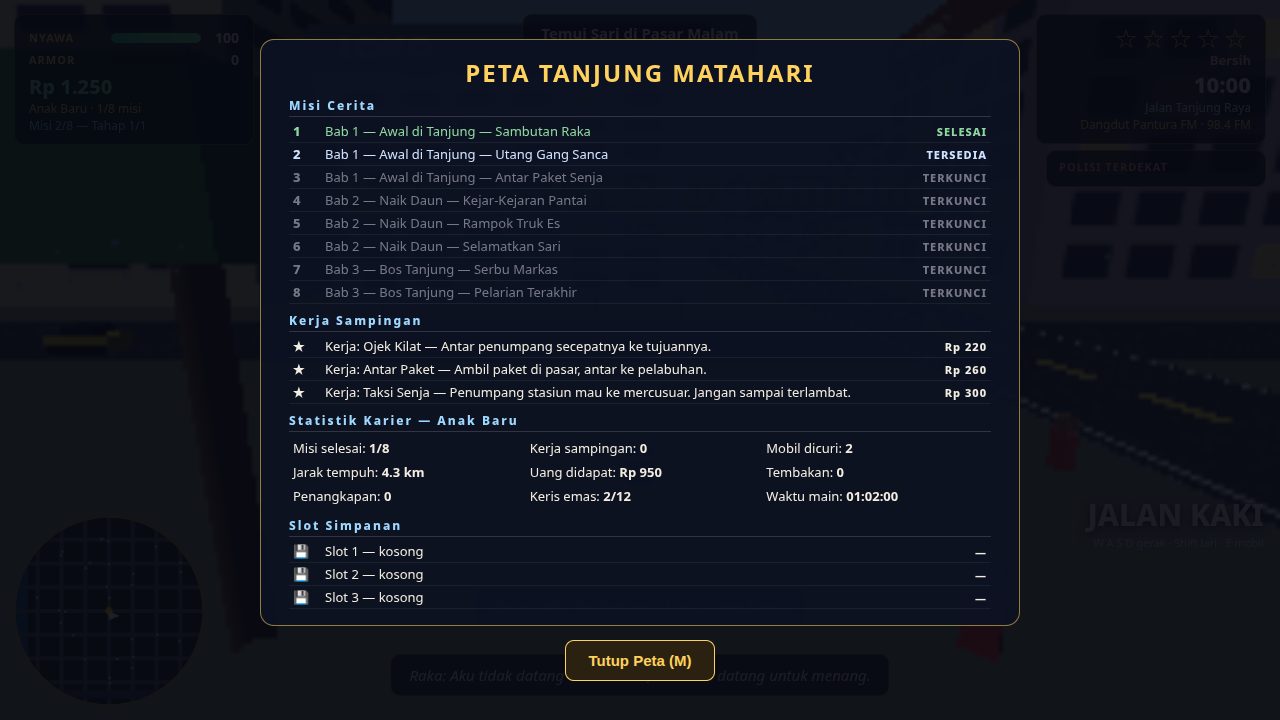 NYAWA 100
ARMOR 0
Rp 1.250
Anak Baru · 1/8 misi
Misi 2/8 — Tahap 1/1
Temui Sari di Pasar Malam
☆☆☆☆☆
Bersih
10:00
Jalan Tanjung Raya
Dangdut Pantura FM · 98.4 FM
POLISI TERDEKAT
PETA TANJUNG MATAHARI
Misi Cerita
1 Bab 1 — Awal di Tanjung — Sambutan Raka SELESAI
2 Bab 1 — Awal di Tanjung — Utang Gang Sanca TERSEDIA
3 Bab 1 — Awal di Tanjung — Antar Paket Senja TERKUNCI
4 Bab 2 — Naik Daun — Kejar-Kejaran Pantai TERKUNCI
5 Bab 2 — Naik Daun — Rampok Truk Es TERKUNCI
6 Bab 2 — Naik Daun — Selamatkan Sari TERKUNCI
7 Bab 3 — Bos Tanjung — Serbu Markas TERKUNCI
8 Bab 3 — Bos Tanjung — Pelarian Terakhir TERKUNCI
Kerja Sampingan
★ Kerja: Ojek Kilat — Antar penumpang secepatnya ke tujuannya. Rp 220
★ Kerja: Antar Paket — Ambil paket di pasar, antar ke pelabuhan. Rp 260
★ Kerja: Taksi Senja — Penumpang stasiun mau ke mercusuar. Jangan sampai terlambat. Rp 300
Statistik Karier — Anak Baru
Misi selesai: 1/8 Kerja sampingan: 0 Mobil dicuri: 2
Jarak tempuh: 4.3 km Uang didapat: Rp 950 Tembakan: 0
Penangkapan: 0 Keris emas: 2/12 Waktu main: 01:02:00
Slot Simpanan
💾 Slot 1 — kosong —
💾 Slot 2 — kosong —
💾 Slot 3 — kosong —
JALAN KAKI
W A S D gerak · Shift lari · E mobil
Tutup Peta (M)
Raka: Aku tidak datang datang untuk menang.